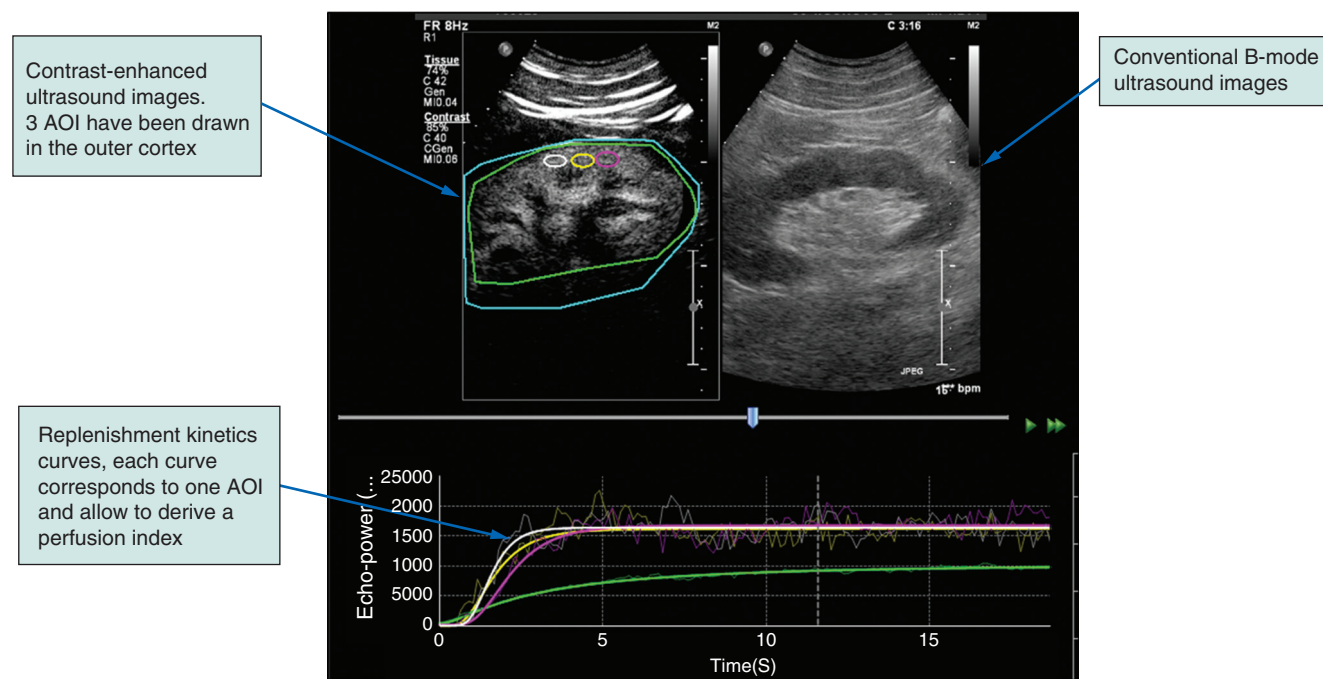 FR 8Hz
R1
M2
C 3:16
M2
Tissue
74%
C 42
Gen
MI0.04
Contrast
85%
C 40
CGen
MI0.06
X
X
JPEG
bpm
Contrast-enhanced
ultrasound images.
3 AOI have been drawn
in the outer cortex
Conventional B-mode
ultrasound images
Replenishment kinetics
curves, each curve
corresponds to one AOI
and allow to derive a
perfusion index
Echo-power (...
25000
2000
1500
1000
5000
0
0
5
10
15
Time(S)